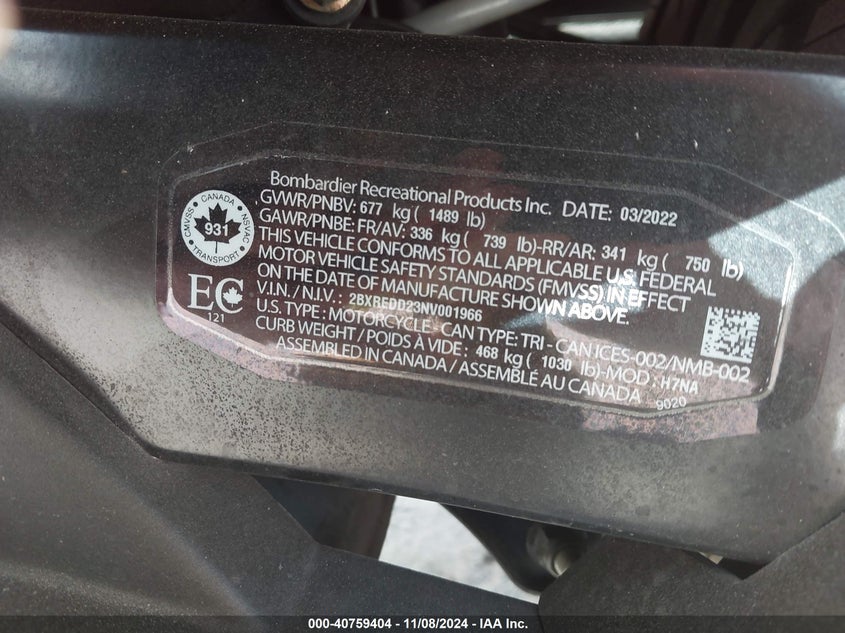 Bombardier Recreational Products Inc. DATE: 03/2022
GVWR/PNBV: 677 kg ( 1489 lb)
GAWR/PNBE: FR/AV: 336 kg ( 739 lb)-RR/AR: 341 kg ( 750 lb)
THIS VEHICLE CONFORMS TO ALL APPLICABLE U.S. FEDERAL
MOTOR VEHICLE SAFETY STANDARDS (FMVSS) IN EFFECT
ON THE DATE OF MANUFACTURE SHOWN ABOVE.
V.I.N. / N.I.V. : 2BXREDD23NV001966
U.S. TYPE : MOTORCYCLE - CAN TYPE: TRI - CAN ICES-002/NMB-002
CURB WEIGHT / POIDS À VIDE : 468 kg ( 1030 lb)-MOD : H7NA
ASSEMBLED IN CANADA / ASSEMBLÉ AU CANADA 9020
CANADA
CMVSS • NSVAC
931
• TRANSPORT •
EC
121
000-40759404 - 11/08/2024 - IAA Inc.